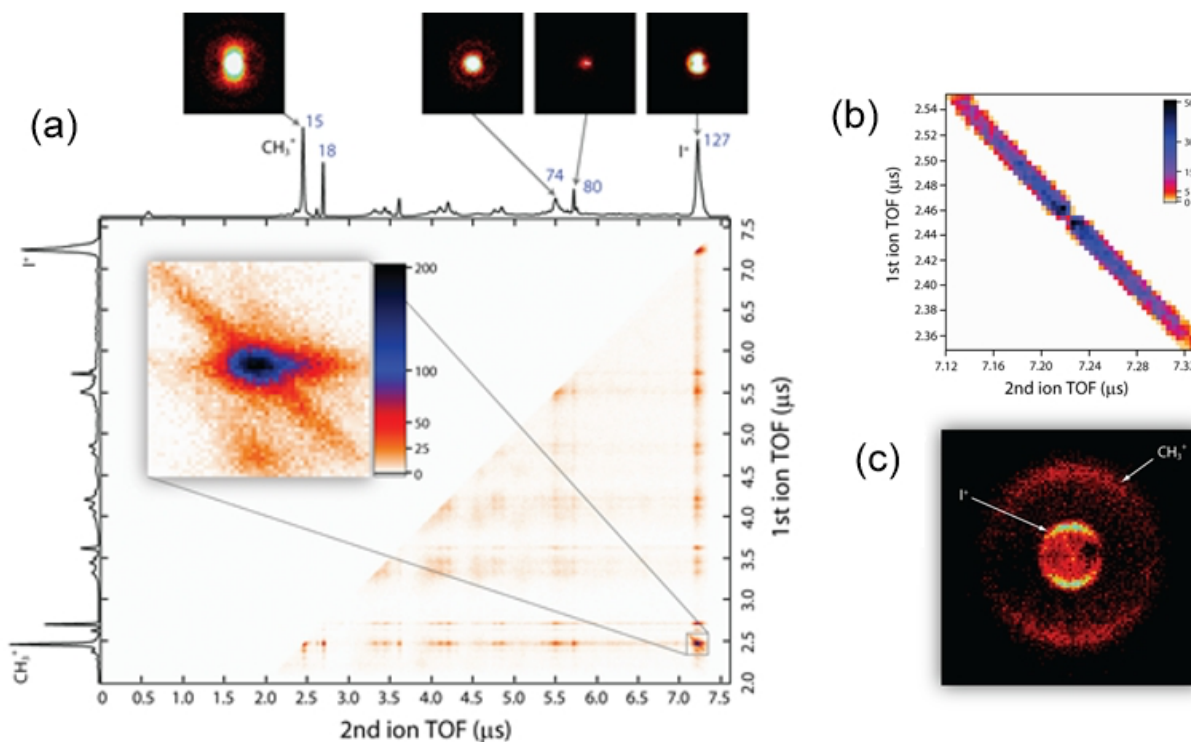 (a)
15
CH₃⁺
18
74
80
I⁺
127
I⁺
CH₃⁺
200
100
50
25
0
7.5
7.0
6.5
6.0
5.5
5.0
4.5
4.0
3.5
3.0
2.5
2.0
1st ion TOF (µs)
0 0.5 1.0 1.5 2.0 2.5 3.0 3.5 4.0 4.5 5.0 5.5 6.0 6.5 7.0 7.5
2nd ion TOF (µs)
(b)
2.54
2.52
2.50
2.48
2.46
2.44
2.42
2.40
2.38
2.36
1st ion TOF (µs)
30
15
5
0
7.12 7.16 7.20 7.24 7.28
2nd ion TOF (µs)
(c)
CH₃⁺
I⁺